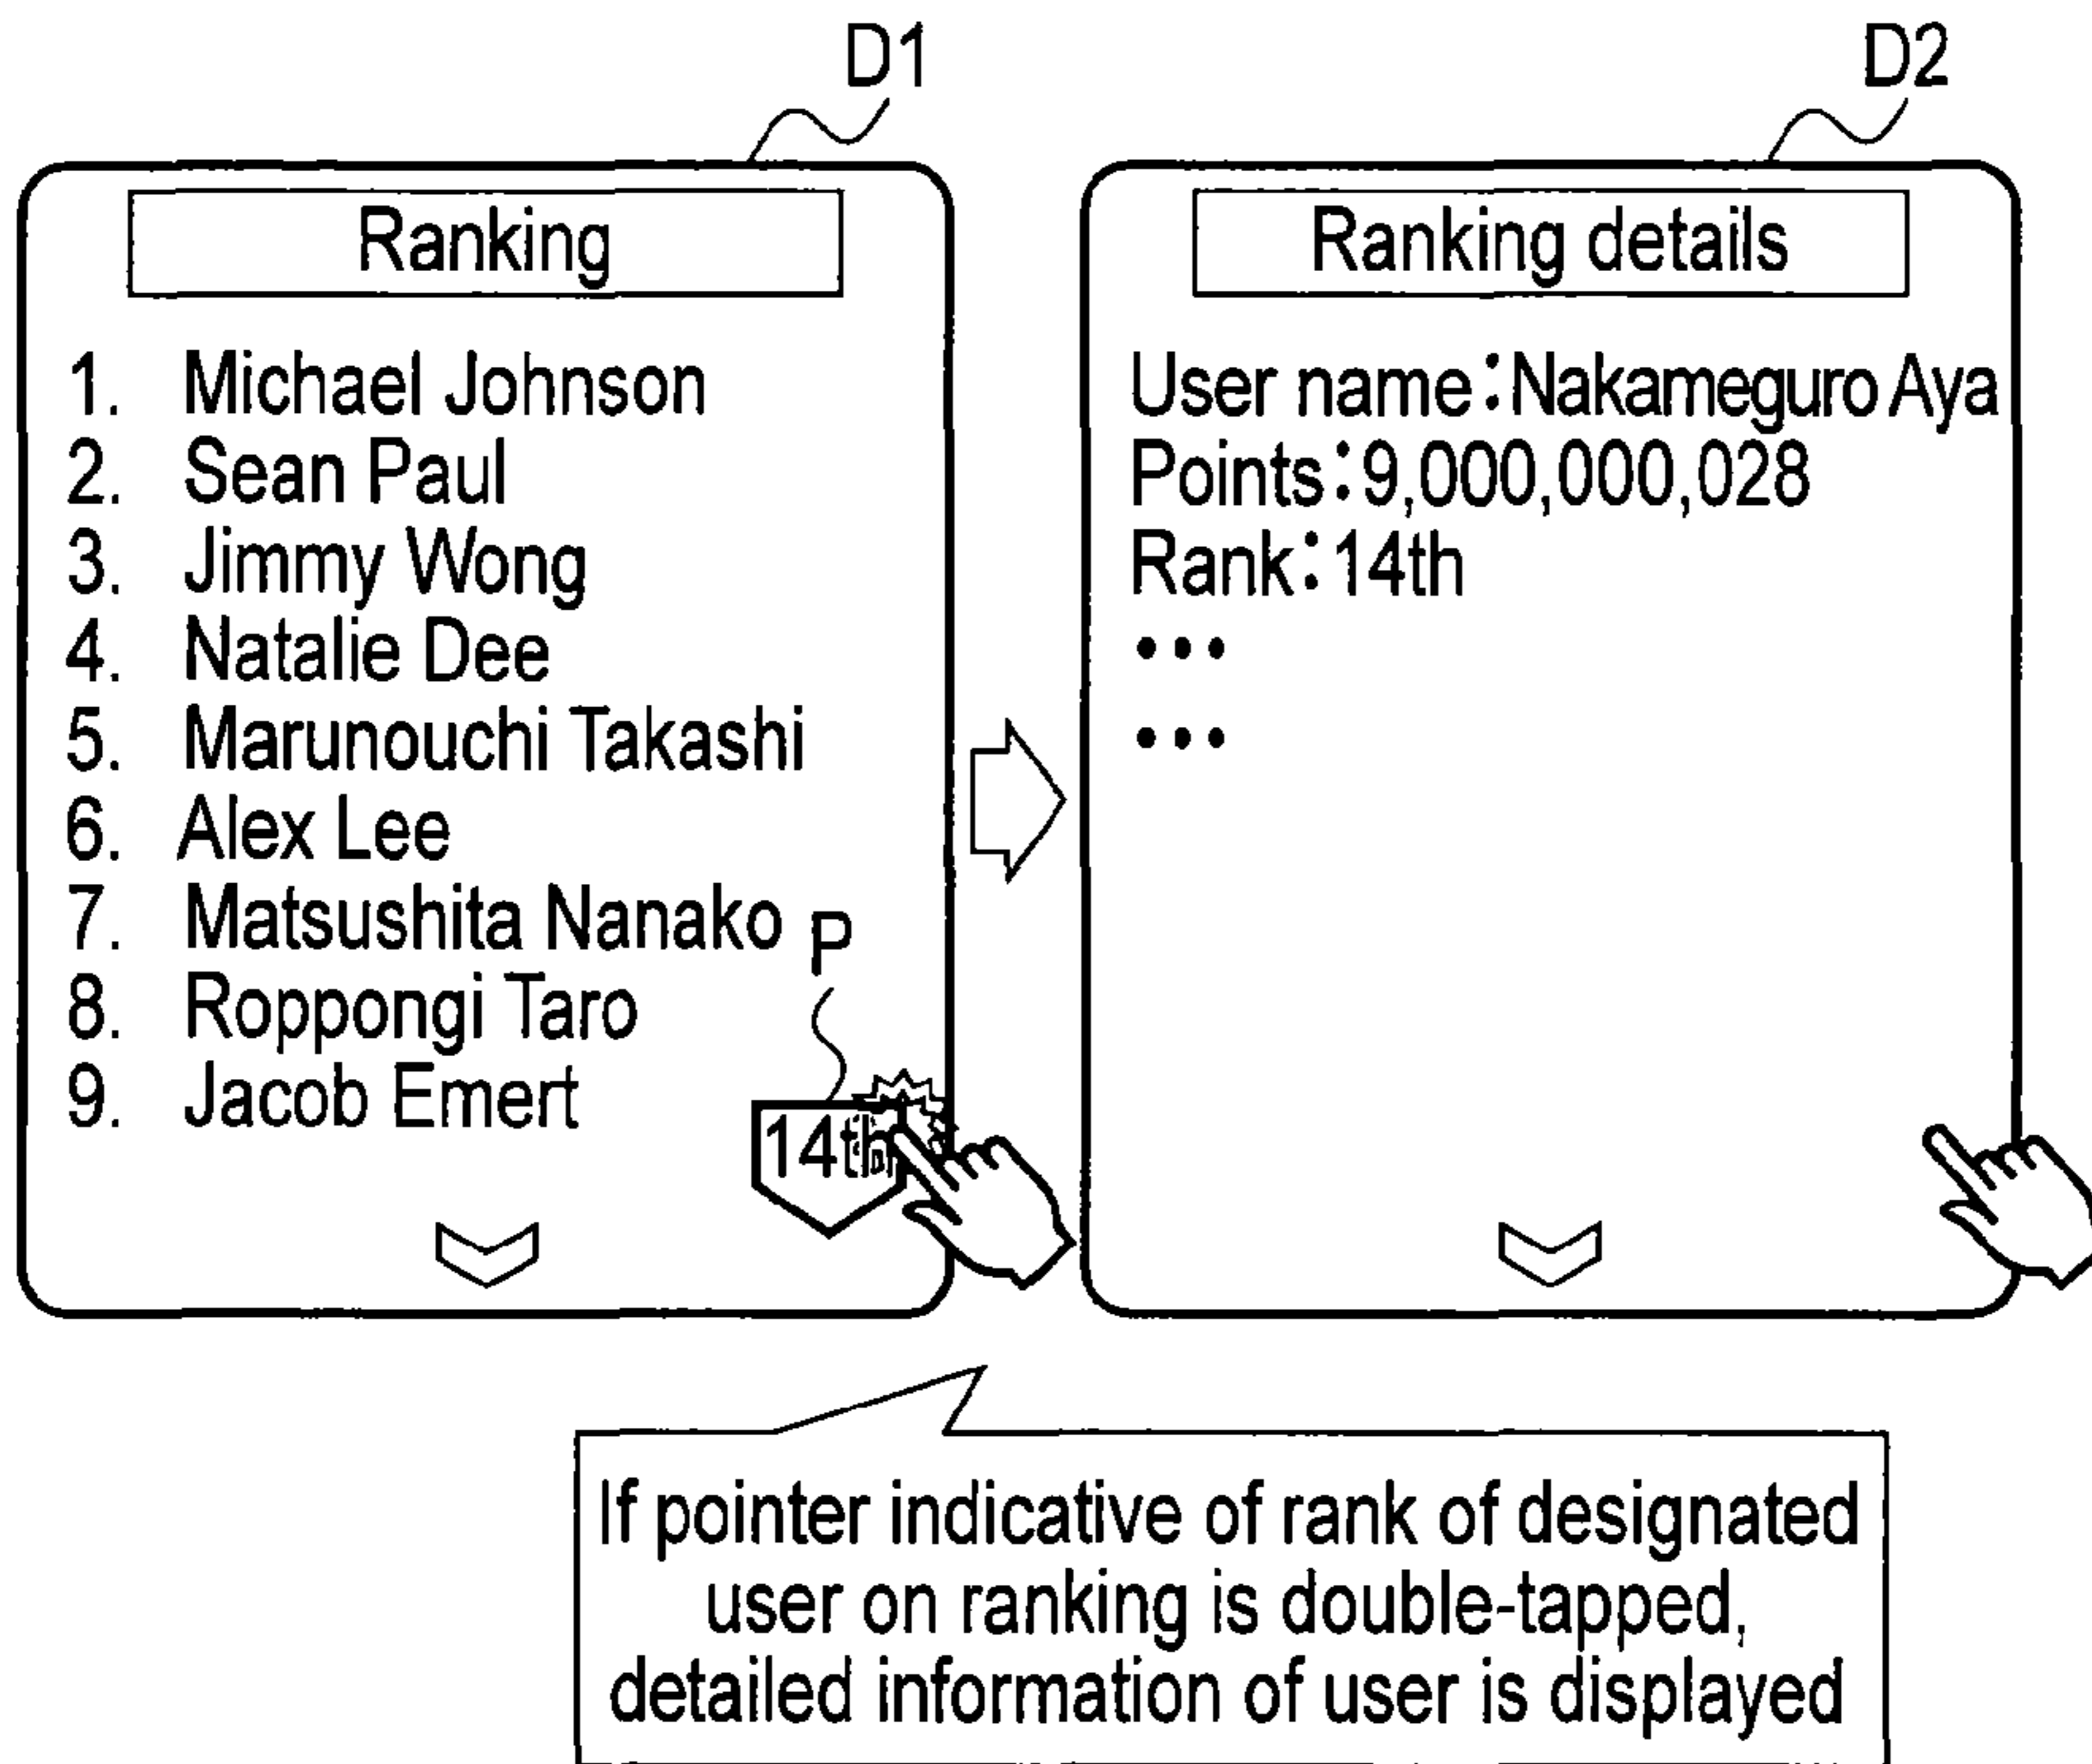 D1
Ranking
1. Michael Johnson
2. Sean Paul
3. Jimmy Wong
4. Natalie Dee
5. Marunouchi Takashi
6. Alex Lee
7. Matsushita Nanako
8. Roppongi Taro
9. Jacob Emert
P
14th
D2
Ranking details
User name:Nakameguro Aya
Points:9,000,000,028
Rank:14th
•••
•••
If pointer indicative of rank of designated
user on ranking is double-tapped,
detailed information of user is displayed